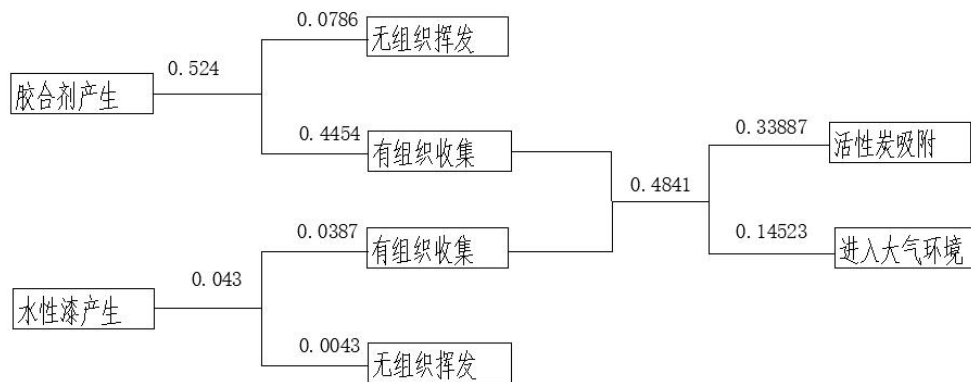 0.0786
无组织挥发
0.524
胶合剂产生
0.4454
有组织收集
0.33887
活性炭吸附
0.4841
0.0387
有组织收集
0.14523
进入大气环境
0.043
水性漆产生
0.0043
无组织挥发